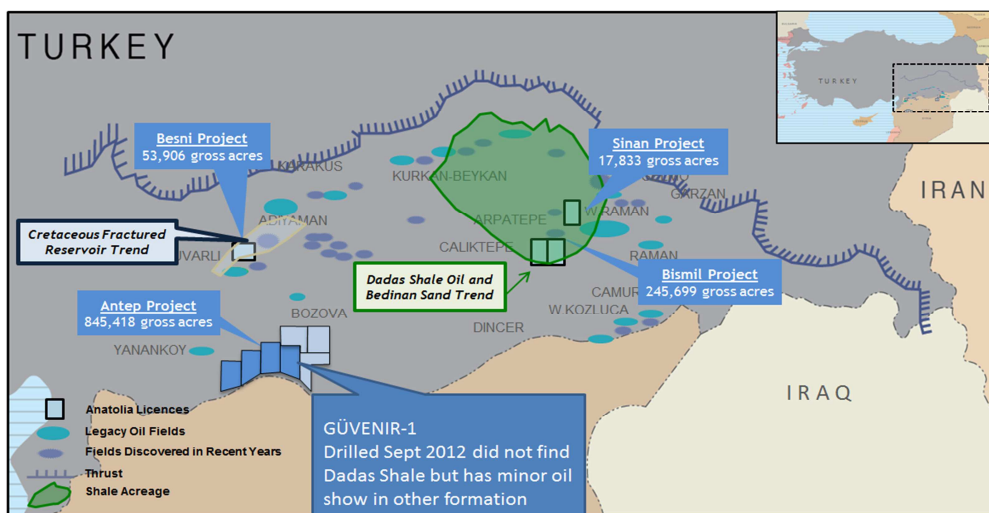 TURKEY
TURKEY
Besni Project
53,906 gross acres
Sinan Project
17,833 gross acres
KARAKUS
KURKAN-BEYKAN
GARZAN
IRAN
ADIYAMAN
ARPATEPE
W.RAMAN
Cretaceous Fractured
Reservoir Trend
CALIKTEPE
RAMAN
Dadas Shale Oil and
Bedinan Sand Trend
Bismil Project
245,699 gross acres
Antep Project
845,418 gross acres
BOZOVA
W.KOZLUCA
DINCER
YANANKOY
IRAQ
GÜVENIR-1
Drilled Sept 2012 did not find
Dadas Shale but has minor oil
show in other formation
Anatolia Licences
Legacy Oil Fields
Fields Discovered in Recent Years
Thrust
Shale Acreage